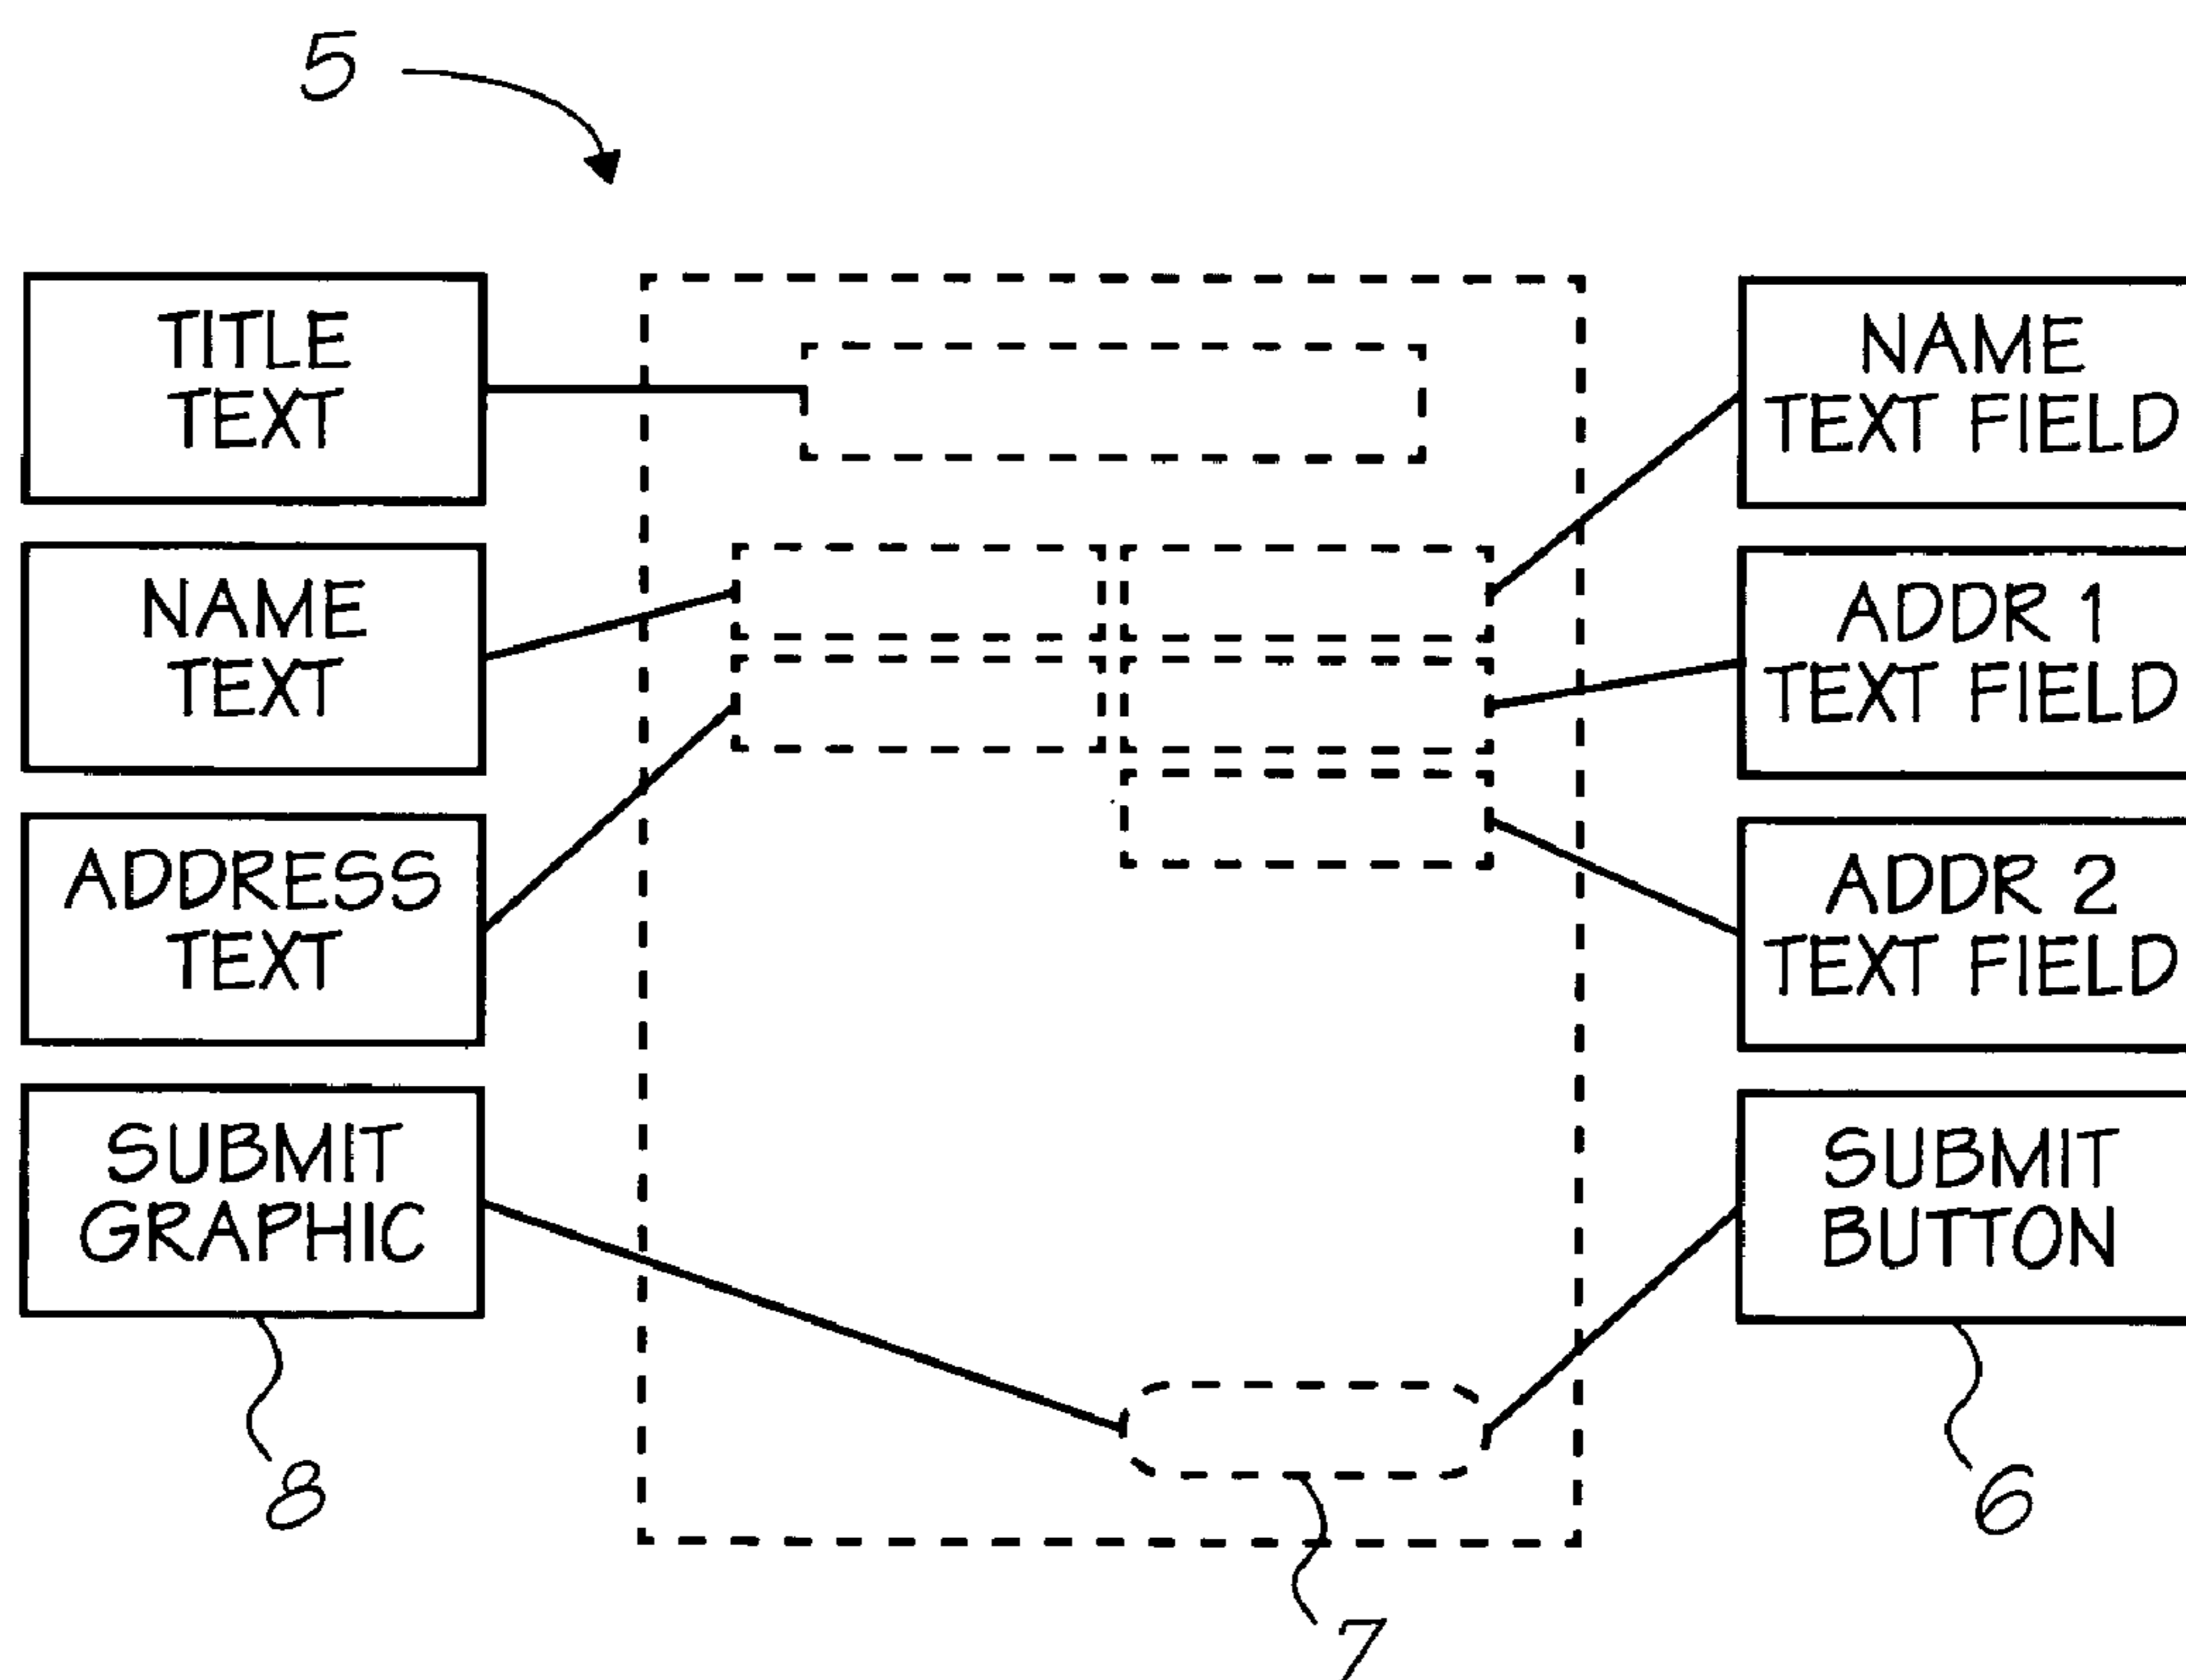 5
TITLE
TEXT
NAME
TEXT
ADDRESS
TEXT
SUBMIT
GRAPHIC
8
NAME
TEXT FIELD
ADDR 1
TEXT FIELD
ADDR 2
TEXT FIELD
SUBMIT
BUTTON
6
7